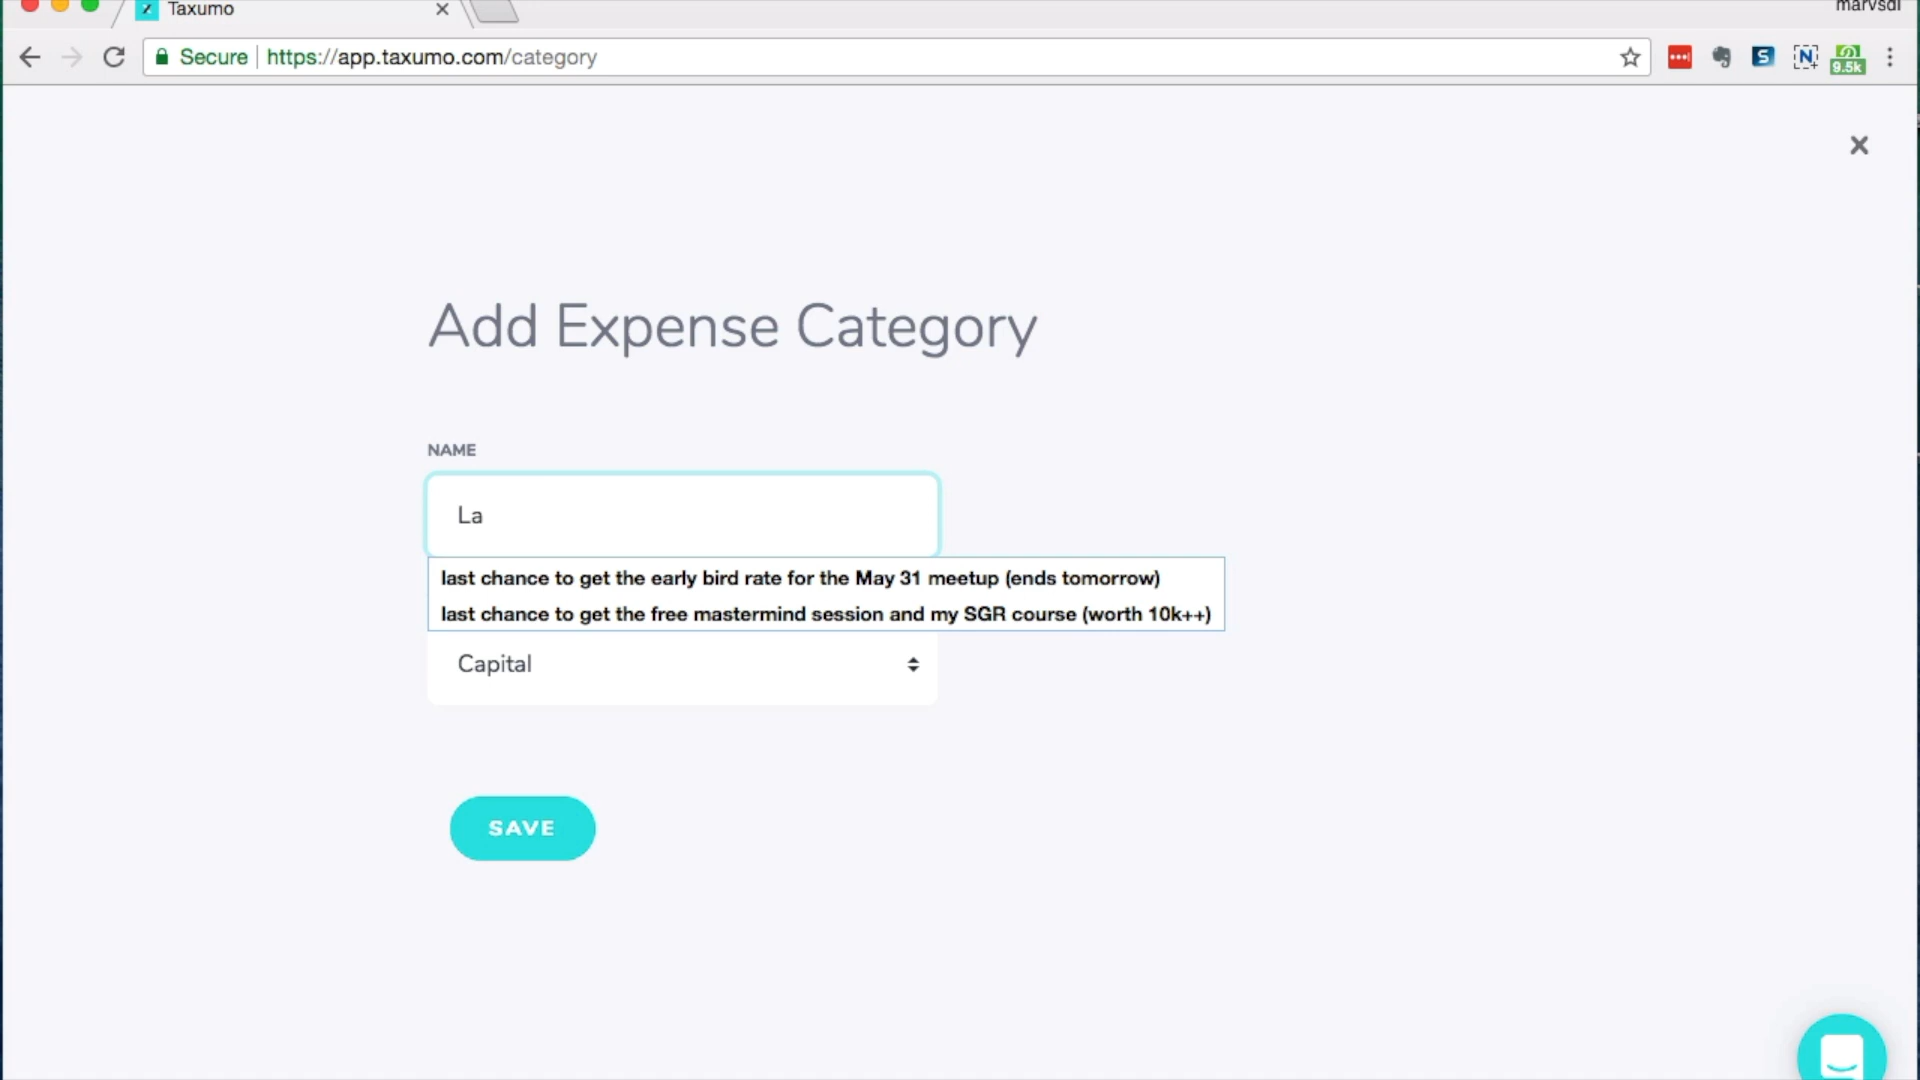 Taxumo
marvsdl
Secure
https://app.taxumo.com/category
9.5k
Add Expense Category
NAME
La
last chance to get the early bird rate for the May 31 meetup (ends tomorrow)
last chance to get the free mastermind session and my SGR course (worth 10k++)
Capital
SAVE